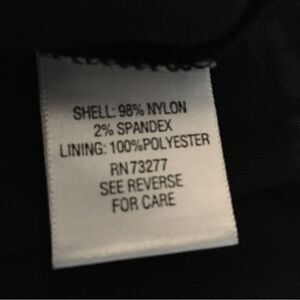 SHELL: 98% NYLON
2% SPANDEX
LINING: 100%POLYESTER
RN73277
SEE REVERSE
FOR CARE